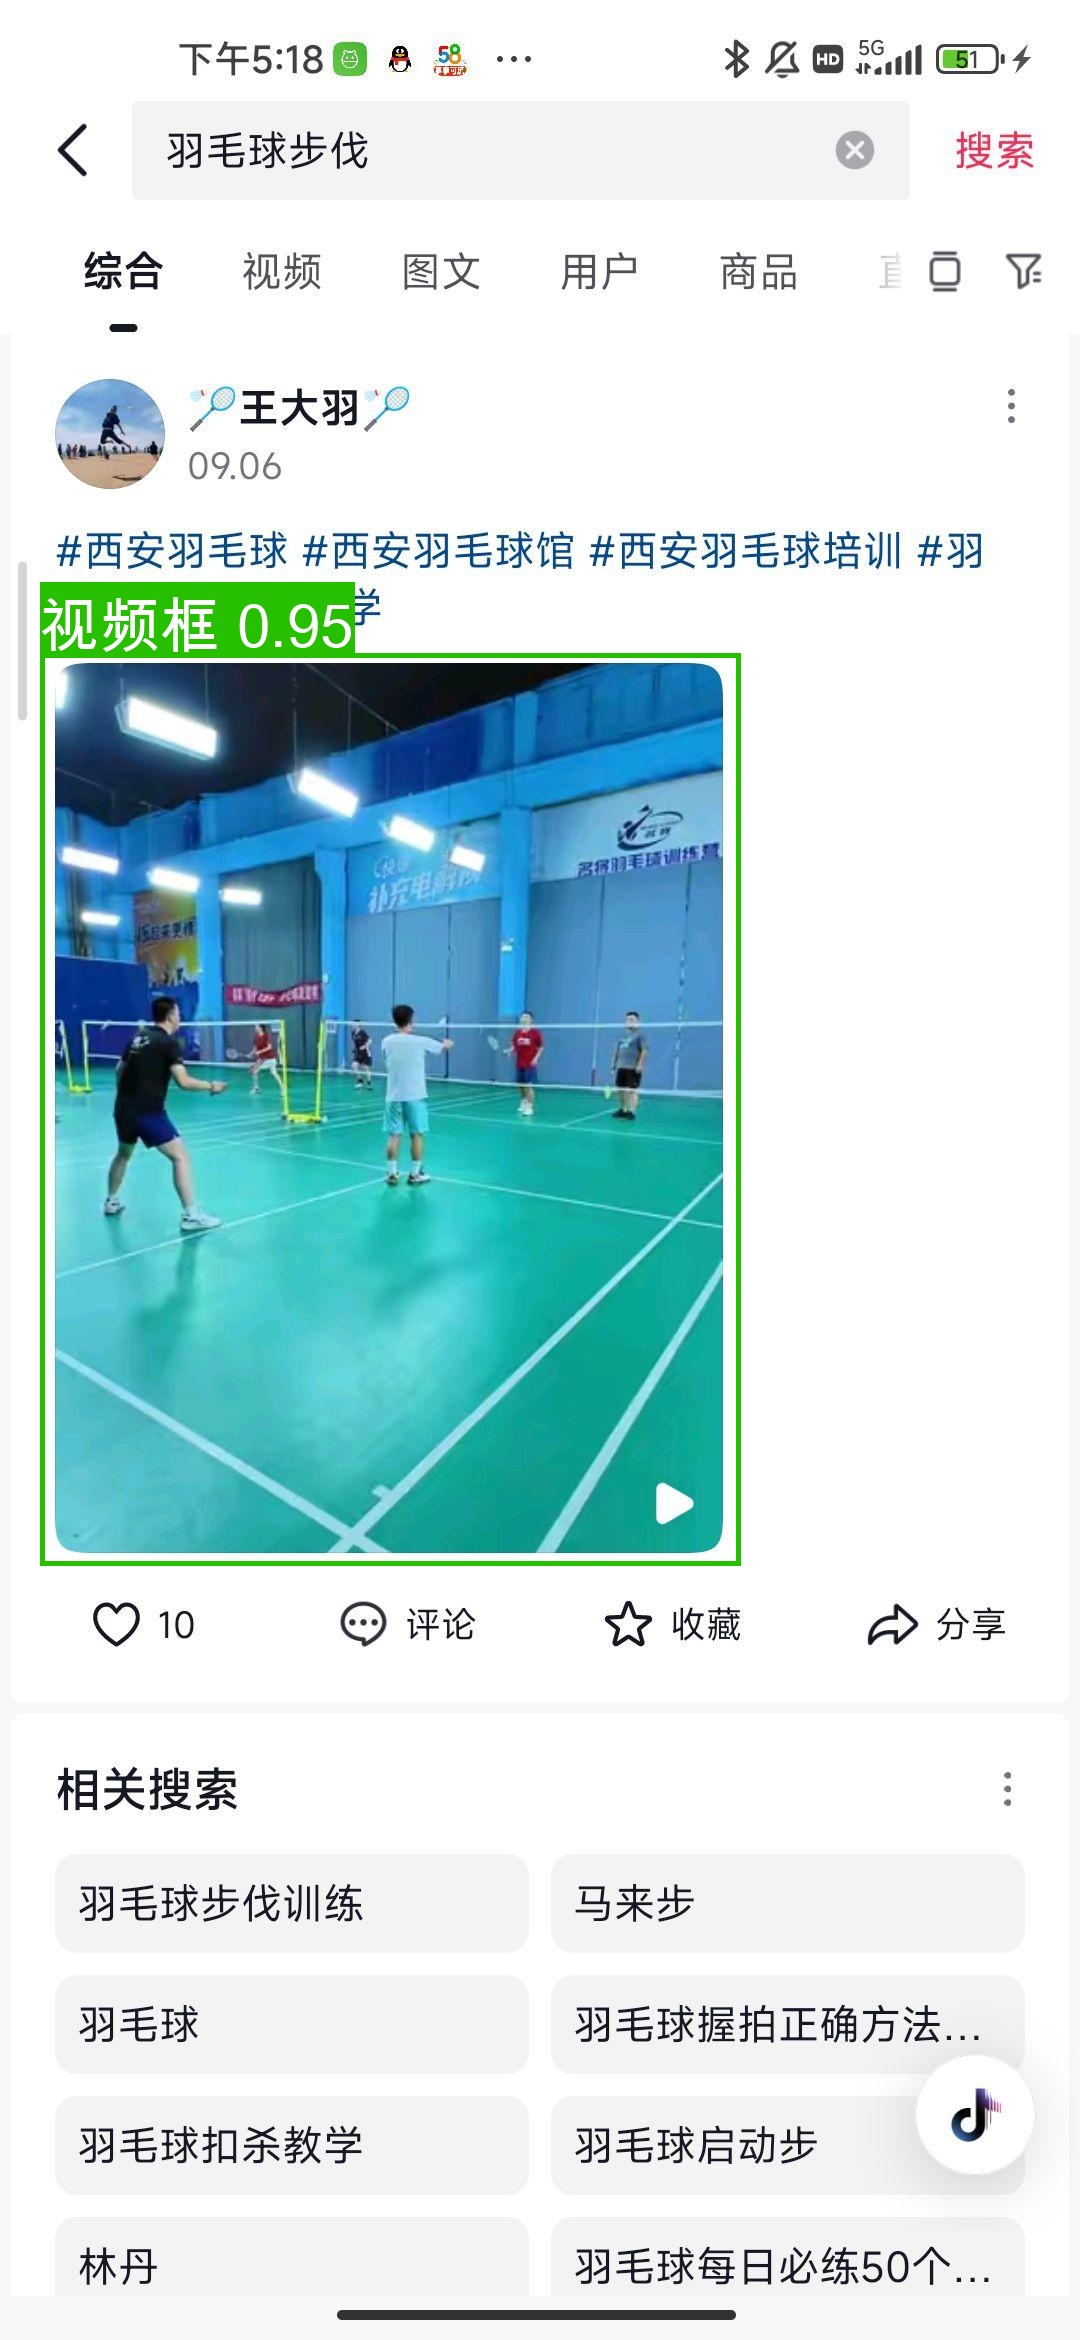 下午5:18
58
HD
5G
51
羽毛球步伐
搜索
综合
视频
图文
用户
商品
王大羽
09.06
#西安羽毛球 #西安羽毛球馆 #西安羽毛球培训 #羽
学
视频框 0.95
补充电解质
名将羽毛球训练营
10
评论
收藏
分享
相关搜索
羽毛球步伐训练
马来步
羽毛球
羽毛球握拍正确方法...
羽毛球扣杀教学
羽毛球启动步
林丹
羽毛球每日必练50个...